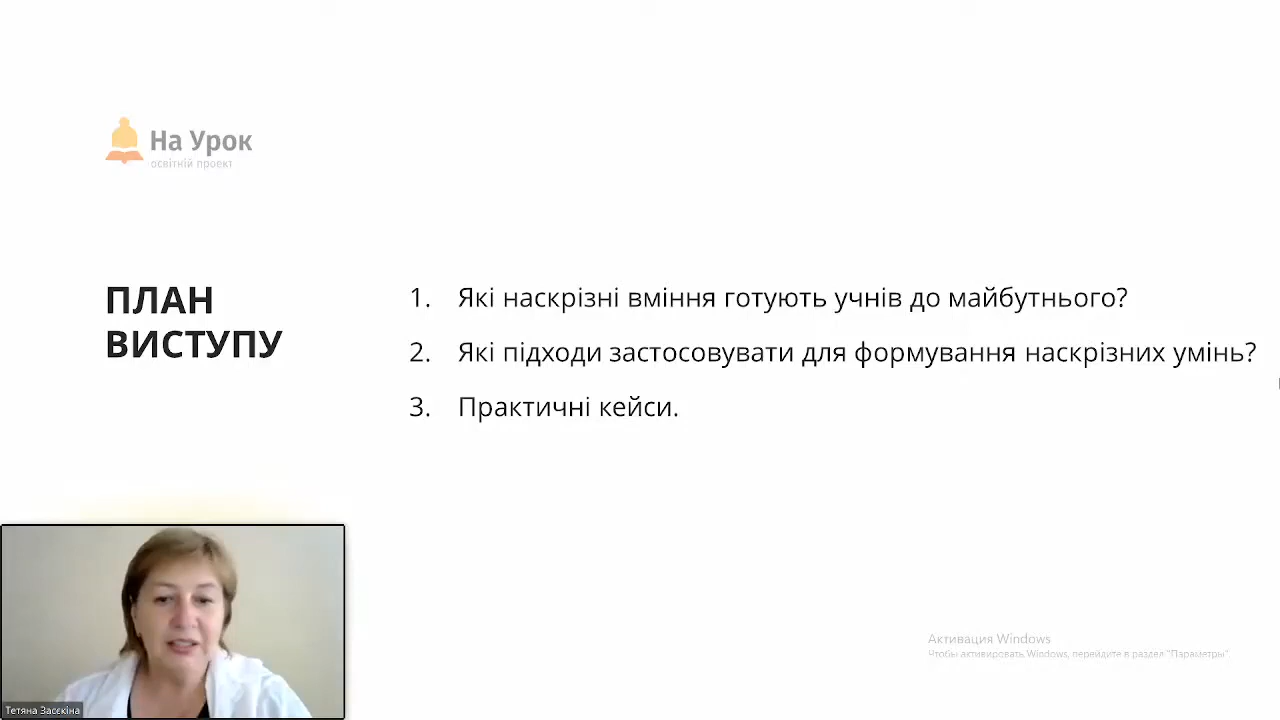 На Урок
освітній проект
ПЛАН
ВИСТУПУ
1. Які наскрізні вміння готують учнів до майбутнього?
2. Які підходи застосовувати для формування наскрізних умінь?
3. Практичні кейси.
Активация Windows
Чтобы активировать Windows, перейдите в раздел "Параметры".
Тетяна Засєкіна